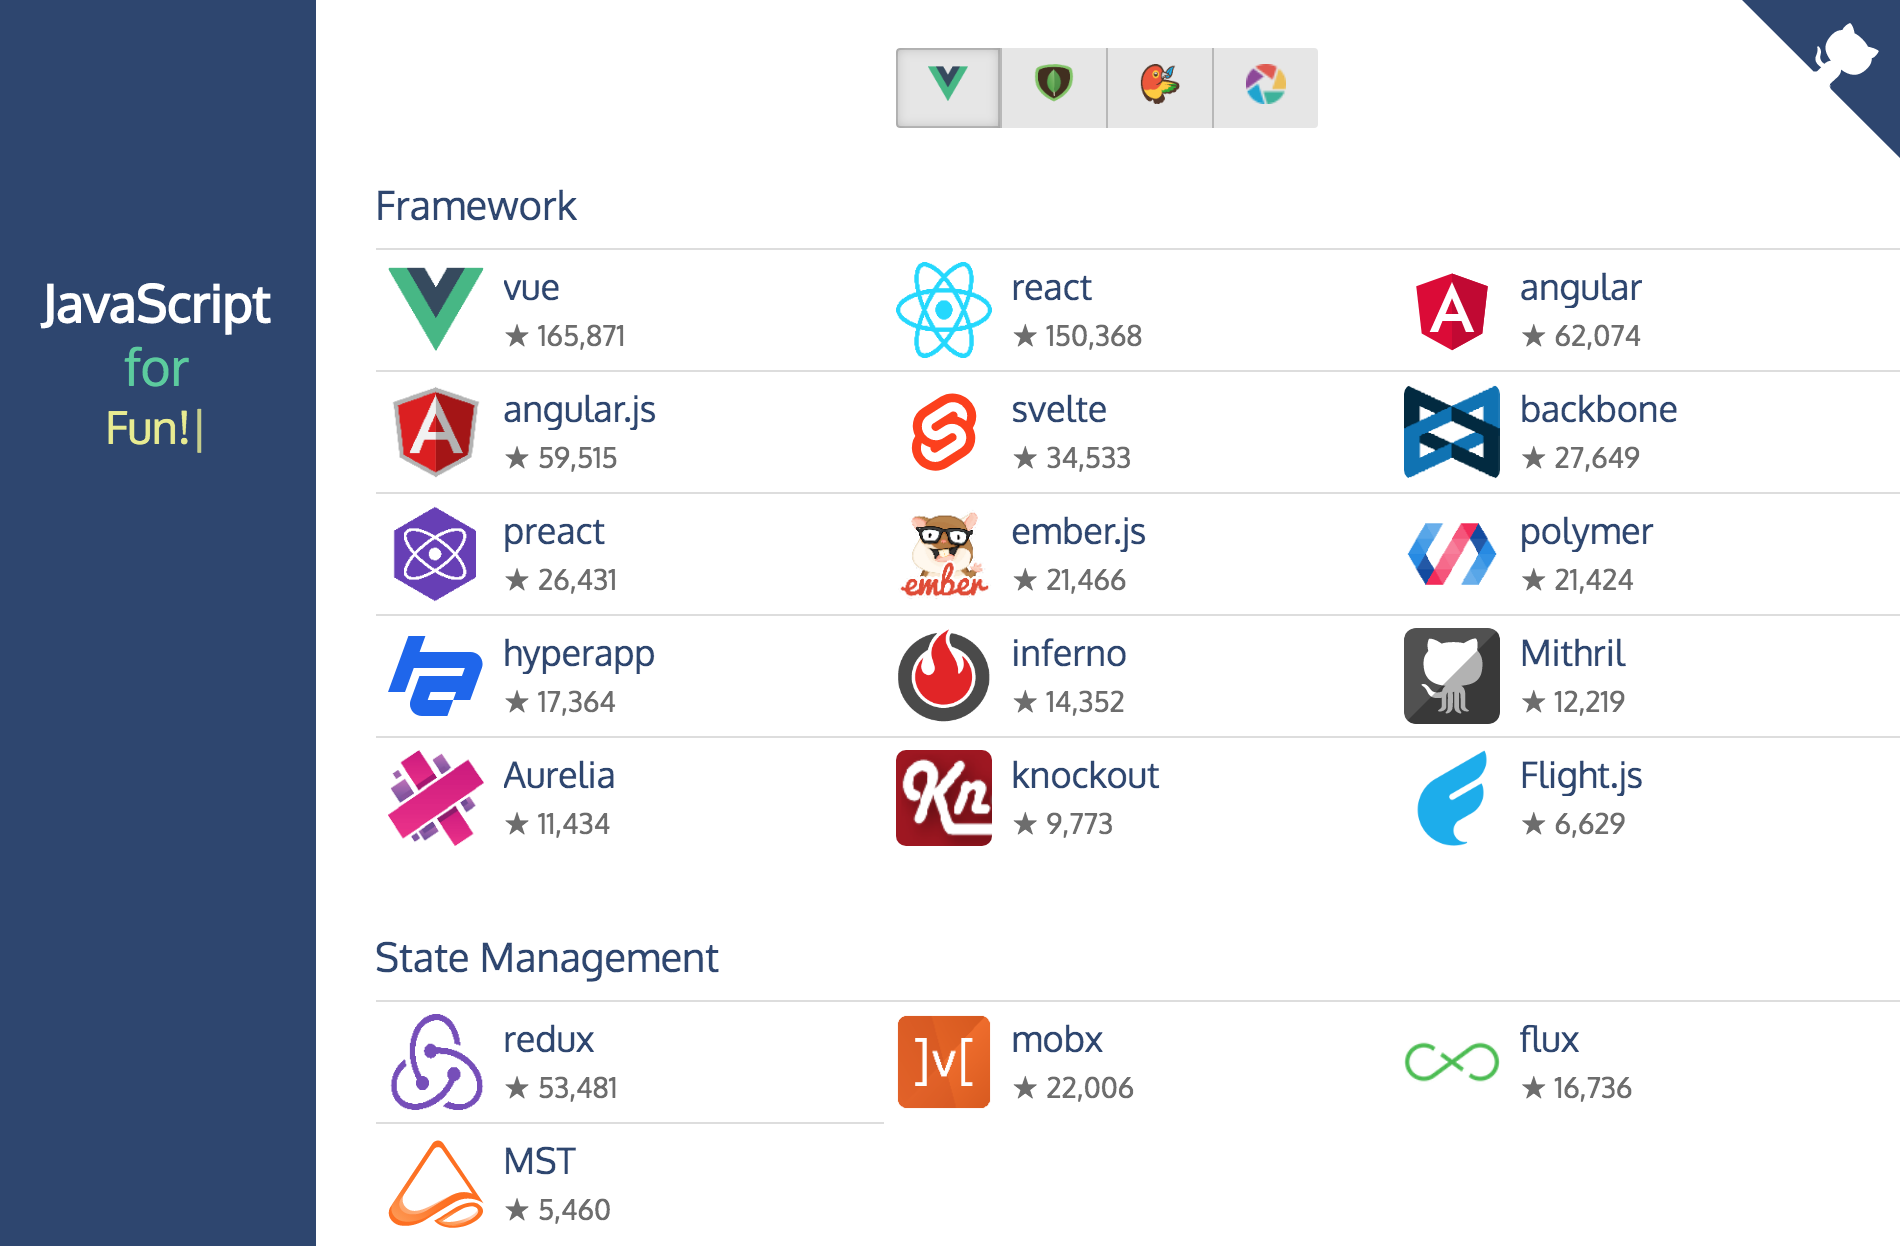 JavaScript
for
Fun!|
Framework
vue
★ 165,871
react
★ 150,368
angular
★ 62,074
angular.js
★ 59,515
svelte
★ 34,533
backbone
★ 27,649
preact
★ 26,431
ember
ember.js
★ 21,466
polymer
★ 21,424
hyperapp
★ 17,364
inferno
★ 14,352
Mithril
★ 12,219
Aurelia
★ 11,434
Kn
knockout
★ 9,773
Flight.js
★ 6,629
State Management
redux
★ 53,481
]v[
mobx
★ 22,006
flux
★ 16,736
MST
★ 5,460